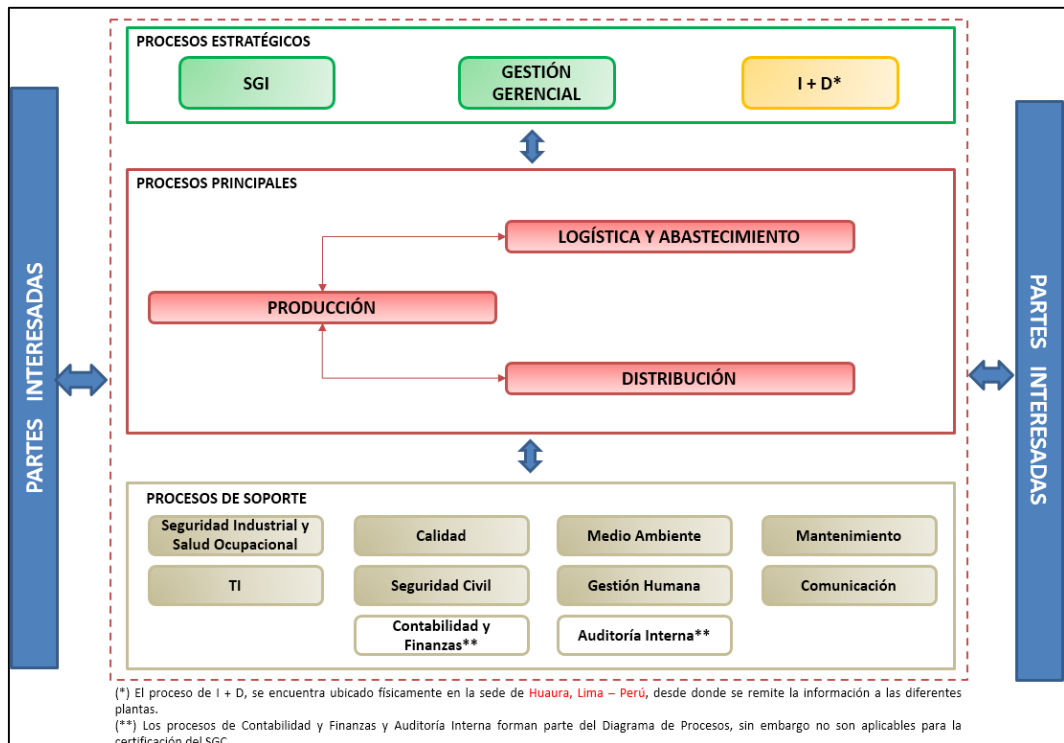 PROCESOS ESTRATÉGICOS
SGI
GESTIÓN
GERENCIAL
I + D*
PARTES INTERESADAS
PROCESOS PRINCIPALES
LOGÍSTICA Y ABASTECIMIENTO
PRODUCCIÓN
DISTRIBUCIÓN
PARTES INTERESADAS
PROCESOS DE SOPORTE
Seguridad Industrial y
Salud Ocupacional
Calidad
Medio Ambiente
Mantenimiento
TI
Seguridad Civil
Gestión Humana
Comunicación
Contabilidad y
Finanzas**
Auditoría Interna**
(*) El proceso de I + D, se encuentra ubicado físicamente en la sede de Huaura, Lima – Perú, desde donde se remite la información a las diferentes
plantas.
(**) Los procesos de Contabilidad y Finanzas y Auditoría Interna forman parte del Diagrama de Procesos, sin embargo no son aplicables para la
certificación del SGC